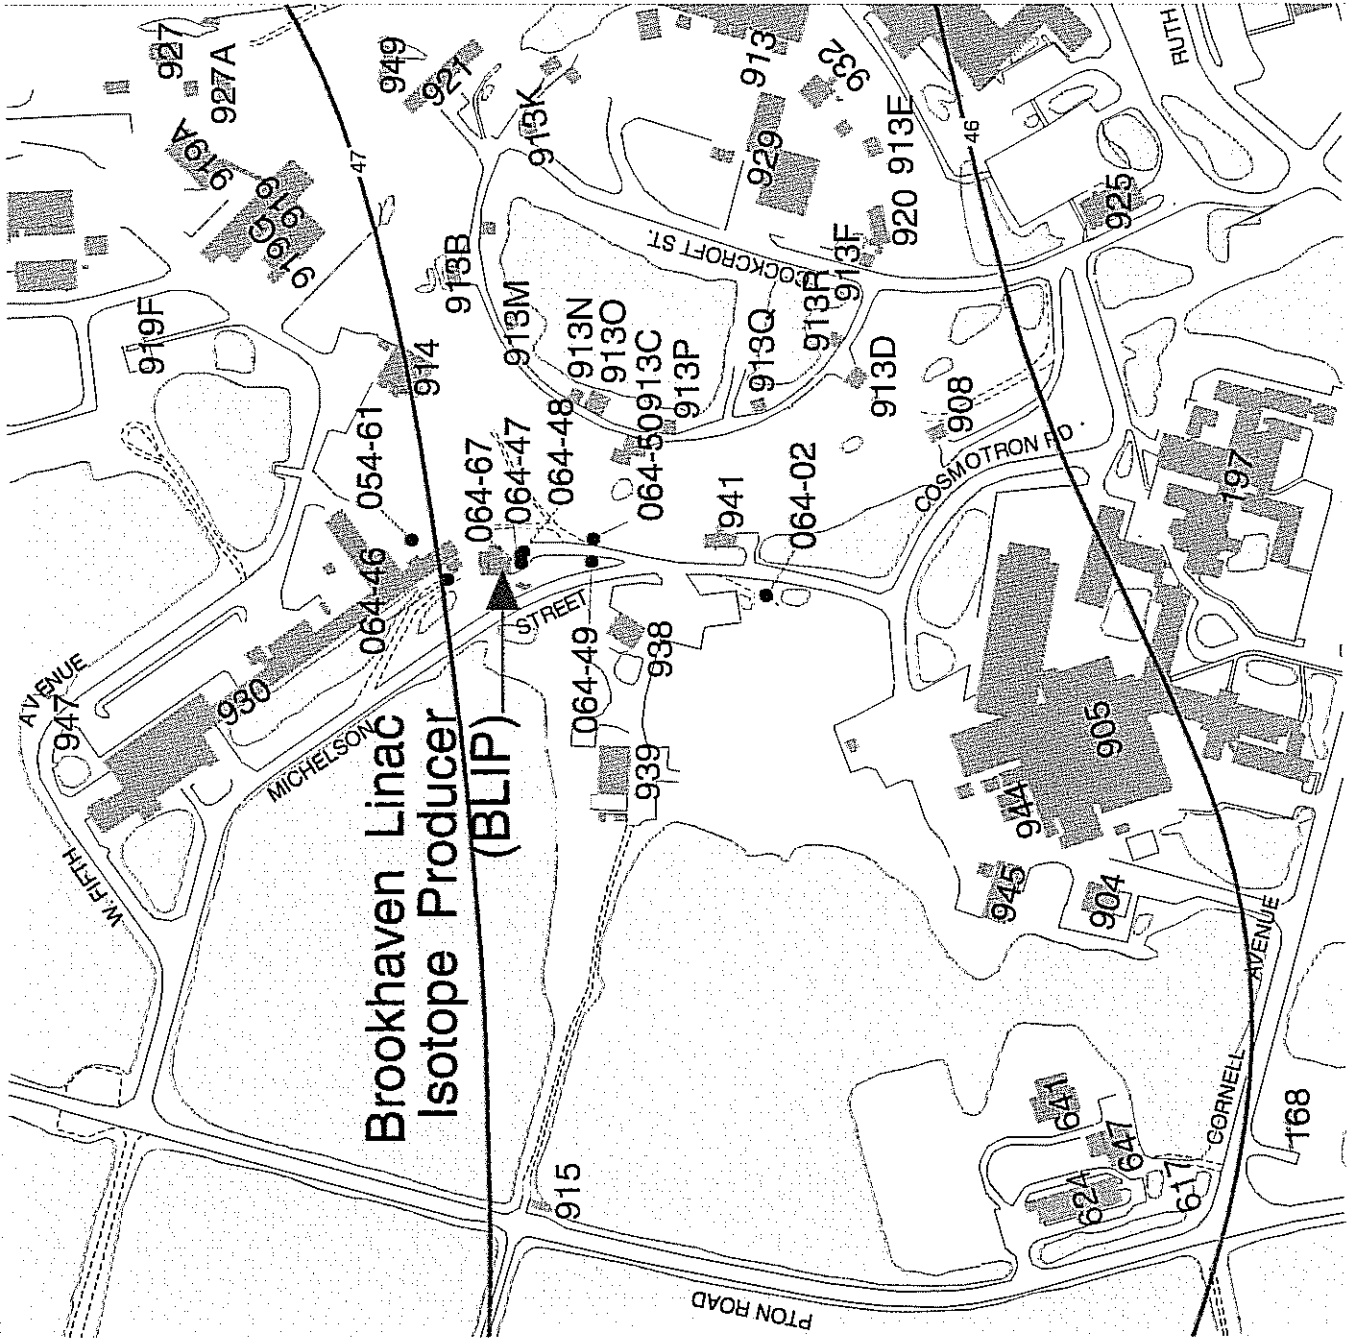 927
927A
919A
919
919G
919F
47
949
921
913K
913
932
929
913E
920
46
RUTH
925
913B
COCKCROFT ST.
913F
913R
913Q
913D
913M
913N
913O
913C
913P
914
054-61
064-46
064-67
064-47
064-48
064-50
064-49
064-02
941
908
COSMOTRON RD
197
AVENUE
947
930
MICHELSON
STREET
W. FIFTH
938
939
Brookhaven Linac
Isotope Producer
(BLIP)
905
944
945
904
AVENUE
CORNELL
915
641
647
624
617
168
PTON ROAD